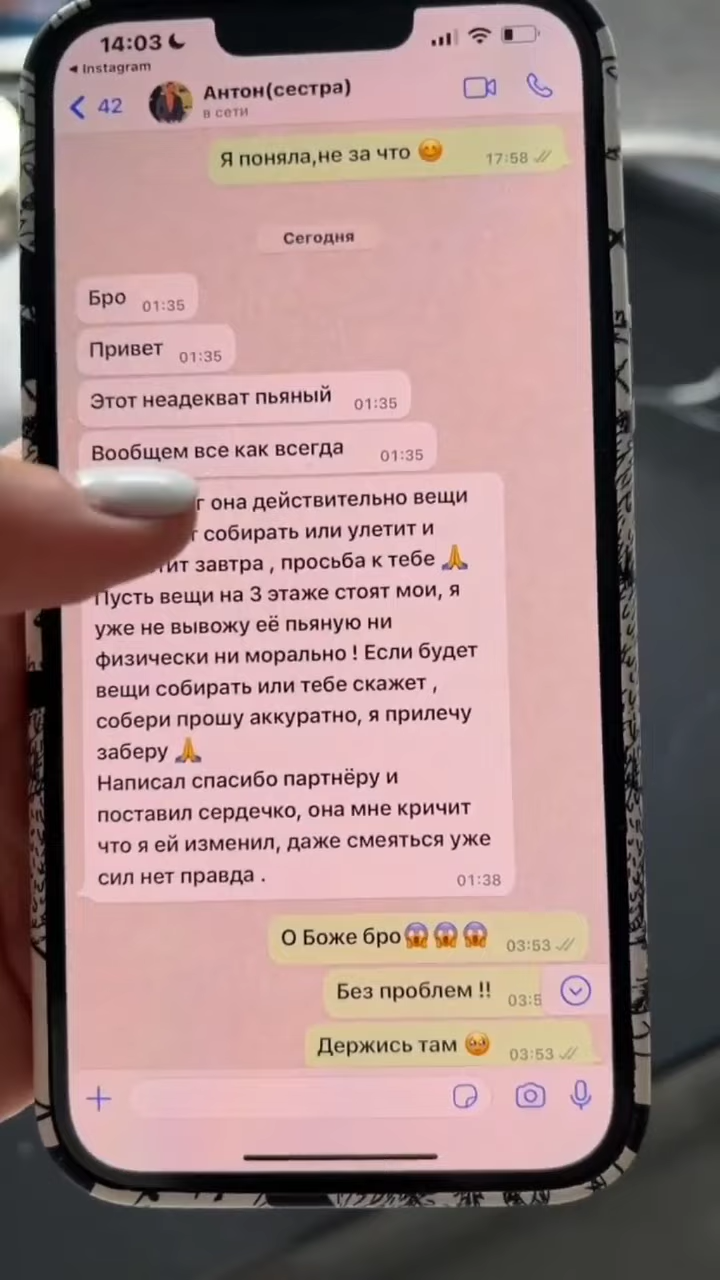 14:03
Instagram
42
Антон(сестра)
в сети
Я поняла,не за что 😊 17:58
Сегодня
Бро 01:35
Привет 01:35
Этот неадекват пьяный 01:35
Вообщем все как всегда 01:35
она действительно вещи
собирать или улетит и
завтра , просьба к тебе 🙏
Пусть вещи на 3 этаже стоят мои, я
уже не вывожу её пьяную ни
физически ни морально ! Если будет
вещи собирать или тебе скажет ,
собери прошу аккуратно, я прилечу
заберу 🙏
Написал спасибо партнёру и
поставил сердечко, она мне кричит
что я ей изменил, даже смеяться уже
сил нет правда .
01:38
О Боже бро😱😱😱 03:53
Без проблем !!
Держись там 🥹 03:53